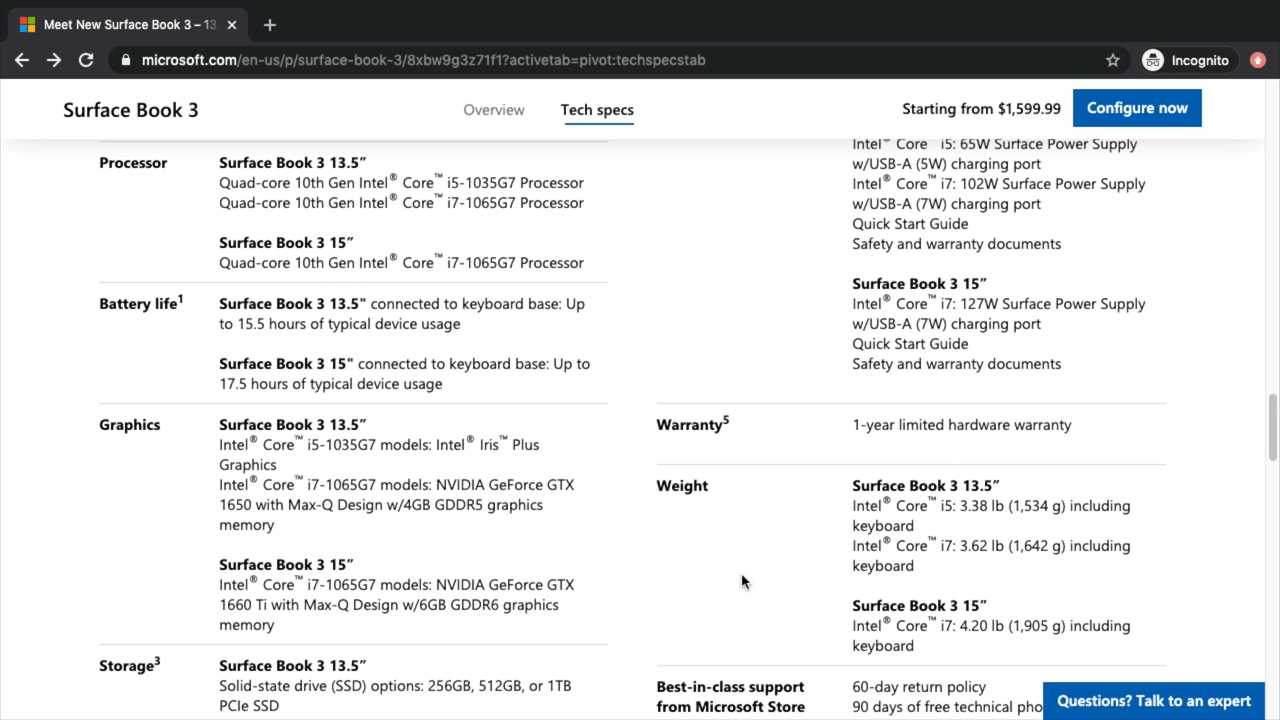 Meet New Surface Book 3 – 13
microsoft.com/en-us/p/surface-book-3/8xbw9g3z71f1?activetab=pivot:techspecstab
Incognito
Surface Book 3
Overview
Tech specs
Starting from $1,599.99
Configure now
Processor
Surface Book 3 13.5”
Quad-core 10th Gen Intel® Core™ i5-1035G7 Processor
Quad-core 10th Gen Intel® Core™ i7-1065G7 Processor
Surface Book 3 15”
Quad-core 10th Gen Intel® Core™ i7-1065G7 Processor
Battery life1
Surface Book 3 13.5" connected to keyboard base: Up
to 15.5 hours of typical device usage
Surface Book 3 15" connected to keyboard base: Up to
17.5 hours of typical device usage
Graphics
Surface Book 3 13.5”
Intel® Core™ i5-1035G7 models: Intel® Iris™ Plus
Graphics
Intel® Core™ i7-1065G7 models: NVIDIA GeForce GTX
1650 with Max-Q Design w/4GB GDDR5 graphics
memory
Surface Book 3 15”
Intel® Core™ i7-1065G7 models: NVIDIA GeForce GTX
1660 Ti with Max-Q Design w/6GB GDDR6 graphics
memory
Storage3
Surface Book 3 13.5”
Solid-state drive (SSD) options: 256GB, 512GB, or 1TB
PCIe SSD
Intel® Core™ i5: 65W Surface Power Supply
w/USB-A (5W) charging port
Intel® Core™ i7: 102W Surface Power Supply
w/USB-A (7W) charging port
Quick Start Guide
Safety and warranty documents
Surface Book 3 15”
Intel® Core™ i7: 127W Surface Power Supply
w/USB-A (7W) charging port
Quick Start Guide
Safety and warranty documents
Warranty5
1-year limited hardware warranty
Weight
Surface Book 3 13.5”
Intel® Core™ i5: 3.38 lb (1,534 g) including
keyboard
Intel® Core™ i7: 3.62 lb (1,642 g) including
keyboard
Surface Book 3 15”
Intel® Core™ i7: 4.20 lb (1,905 g) including
keyboard
Best-in-class support
from Microsoft Store
60-day return policy
90 days of free technical pho
Questions? Talk to an expert